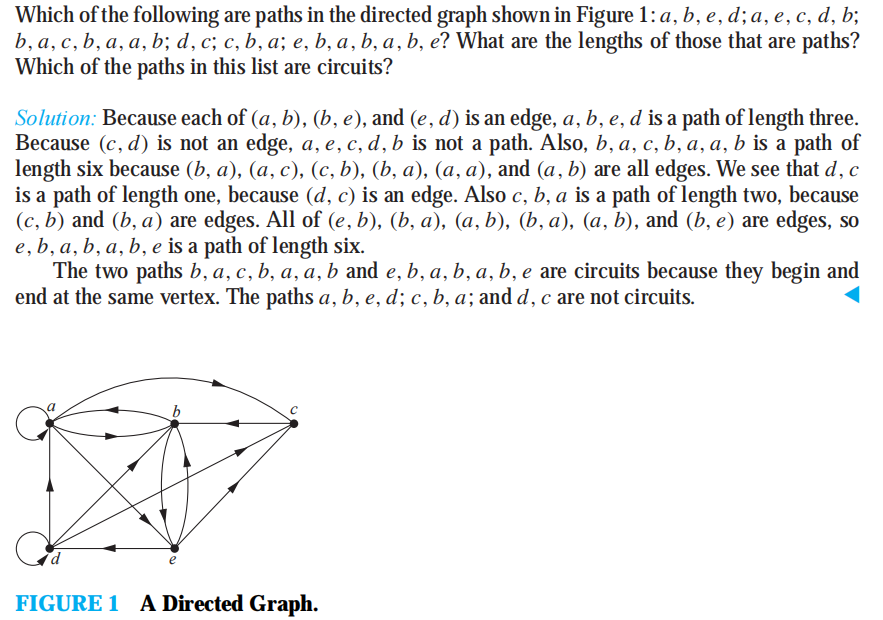 Which of the following are paths in the directed graph shown in Figure 1: a, b, e, d; a, e, c, d, b;
b, a, c, b, a, a, b; d, c; c, b, a; e, b, a, b, a, b, e? What are the lengths of those that are paths?
Which of the paths in this list are circuits?
Solution: Because each of (a, b), (b, e), and (e, d) is an edge, a, b, e, d is a path of length three.
Because (c, d) is not an edge, a, e, c, d, b is not a path. Also, b, a, c, b, a, a, b is a path of
length six because (b, a), (a, c), (c, b), (b, a), (a, a), and (a, b) are all edges. We see that d, c
is a path of length one, because (d, c) is an edge. Also c, b, a is a path of length two, because
(c, b) and (b, a) are edges. All of (e, b), (b, a), (a, b), (b, a), (a, b), and (b, e) are edges, so
e, b, a, b, a, b, e is a path of length six.
The two paths b, a, c, b, a, a, b and e, b, a, b, a, b, e are circuits because they begin and
end at the same vertex. The paths a, b, e, d; c, b, a; and d, c are not circuits.
a
b
c
d
e
FIGURE 1 A Directed Graph.